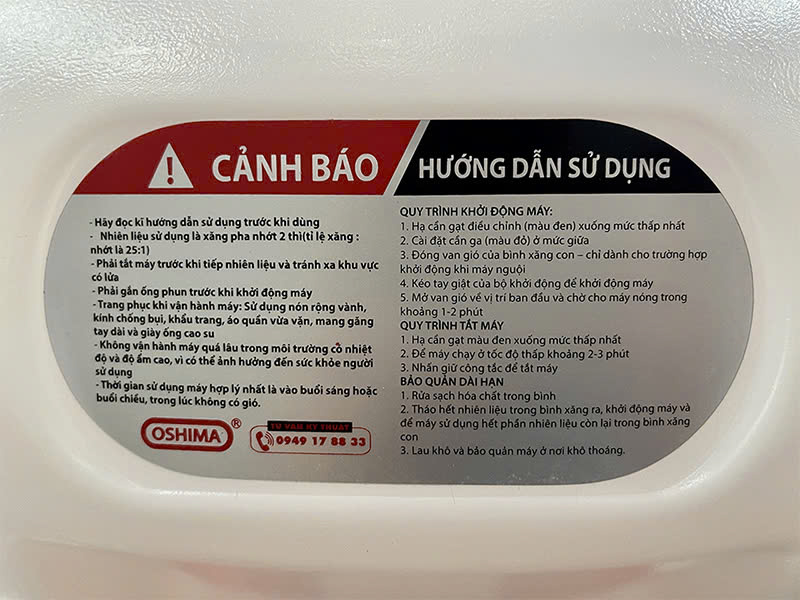 CẢNH BÁO
- Hãy đọc kĩ hướng dẫn sử dụng trước khi dùng
- Nhiên liệu sử dụng là xăng pha nhớt 2 thì(tỉ lệ xăng :
nhớt là 25:1)
- Phải tắt máy trước khi tiếp nhiên liệu và tránh xa khu vực
có lửa
- Phải gắn ống phun trước khi khởi động máy
- Trang phục khi vận hành máy: Sử dụng nón rộng vành,
kính chống bụi, khẩu trang, áo quần vừa vặn, mang găng
tay dài và giày ống cao su
- Không vận hành máy quá lâu trong môi trường có nhiệt
độ và độ ẩm cao, vì có thể ảnh hưởng đến sức khỏe người
sử dụng
- Thời gian sử dụng máy hợp lý nhất là vào buổi sáng hoặc
buổi chiều, trong lúc không có gió.
OSHIMA®
TƯ VẤN KỸ THUẬT
0949 17 88 33
HƯỚNG DẪN SỬ DỤNG
QUY TRÌNH KHỞI ĐỘNG MÁY:
1. Hạ cần gạt điều chỉnh (màu đen) xuống mức thấp nhất
2. Cài đặt cần ga (màu đỏ) ở mức giữa
3. Đóng van gió của bình xăng con – chỉ dành cho trường hợp
khởi động khi máy nguội
4. Kéo tay giật của bộ khởi động để khởi động máy
5. Mở van gió về vị trí ban đầu và chờ cho máy nóng trong
khoảng 1-2 phút
QUY TRÌNH TẮT MÁY
1. Hạ cần gạt màu đen xuống mức thấp nhất
2. Để máy chạy ở tốc độ thấp khoảng 2-3 phút
3. Nhấn giữ công tắc để tắt máy
BẢO QUẢN DÀI HẠN
1. Rửa sạch hóa chất trong bình
2. Tháo hết nhiên liệu trong bình xăng ra, khởi động máy và
để máy sử dụng hết phần nhiên liệu còn lại trong bình xăng
con
3. Lau khô và bảo quản máy ở nơi khô thoáng.